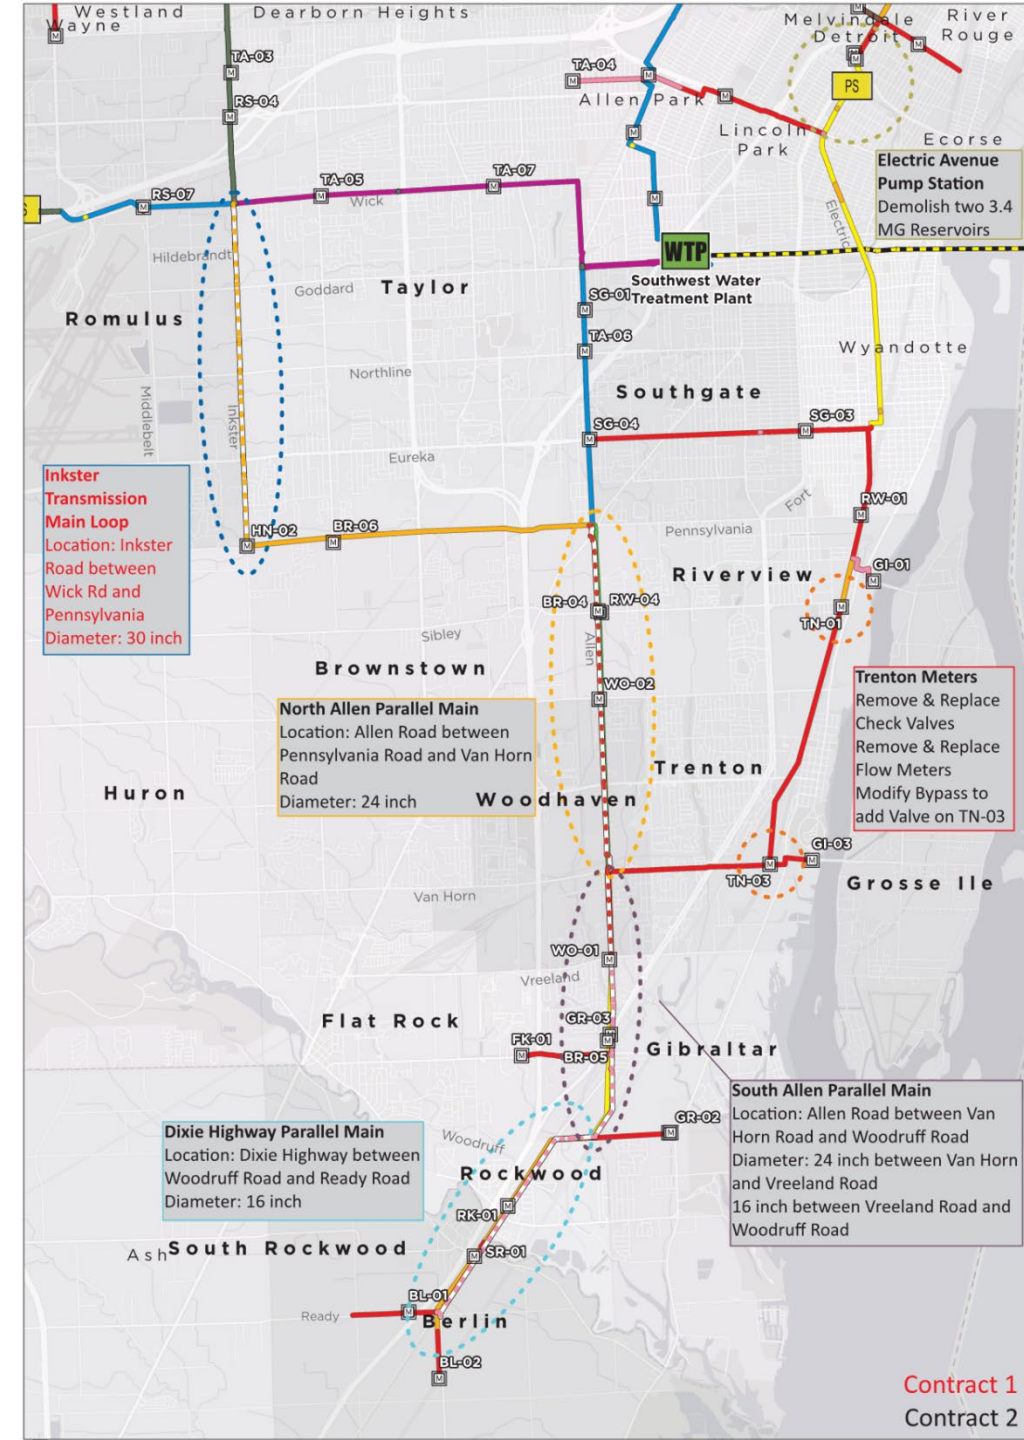 Westland
Wayne
Dearborn Heights
Melvindale
Detroit
River
Rouge
TA-03
RS-04
TA-04
Allen Park
PS
Lincoln
Park
Ecorse
Electric Avenue
Pump Station
Demolish two 3.4
MG Reservoirs
RS-07
TA-05
TA-07
Wick
Electric
Hildebrandt
WTP
Southwest Water
Treatment Plant
Goddard
Taylor
SG-01
Romulus
TA-06
Wyandotte
Northline
Southgate
Middlebelt
Inkster
SG-04
SG-03
Eureka
Inkster
Transmission
Main Loop
Location: Inkster
Road between
Wick Rd and
Pennsylvania
Diameter: 30 inch
Fort
RW-01
HN-02
BR-06
Pennsylvania
Riverview
GI-01
BR-04
RW-04
TN-01
Sibley
Allen
Brownstown
WO-02
Trenton Meters
Remove & Replace
Check Valves
Remove & Replace
Flow Meters
Modify Bypass to
add Valve on TN-03
North Allen Parallel Main
Location: Allen Road between
Pennsylvania Road and Van Horn
Road
Diameter: 24 inch
Trenton
Huron
Woodhaven
GI-03
TN-03
Grosse Ile
Van Horn
WO-01
Vreeland
Flat Rock
GR-03
FK-01
BR-05
Gibraltar
South Allen Parallel Main
Location: Allen Road between Van
Horn Road and Woodruff Road
Diameter: 24 inch between Van Horn
and Vreeland Road
16 inch between Vreeland Road and
Woodruff Road
GR-02
Dixie Highway Parallel Main
Location: Dixie Highway between
Woodruff Road and Ready Road
Diameter: 16 inch
Woodruff
Rockwood
RK-01
Ash
South Rockwood
SR-01
BL-01
Ready
Berlin
BL-02
Contract 1
Contract 2